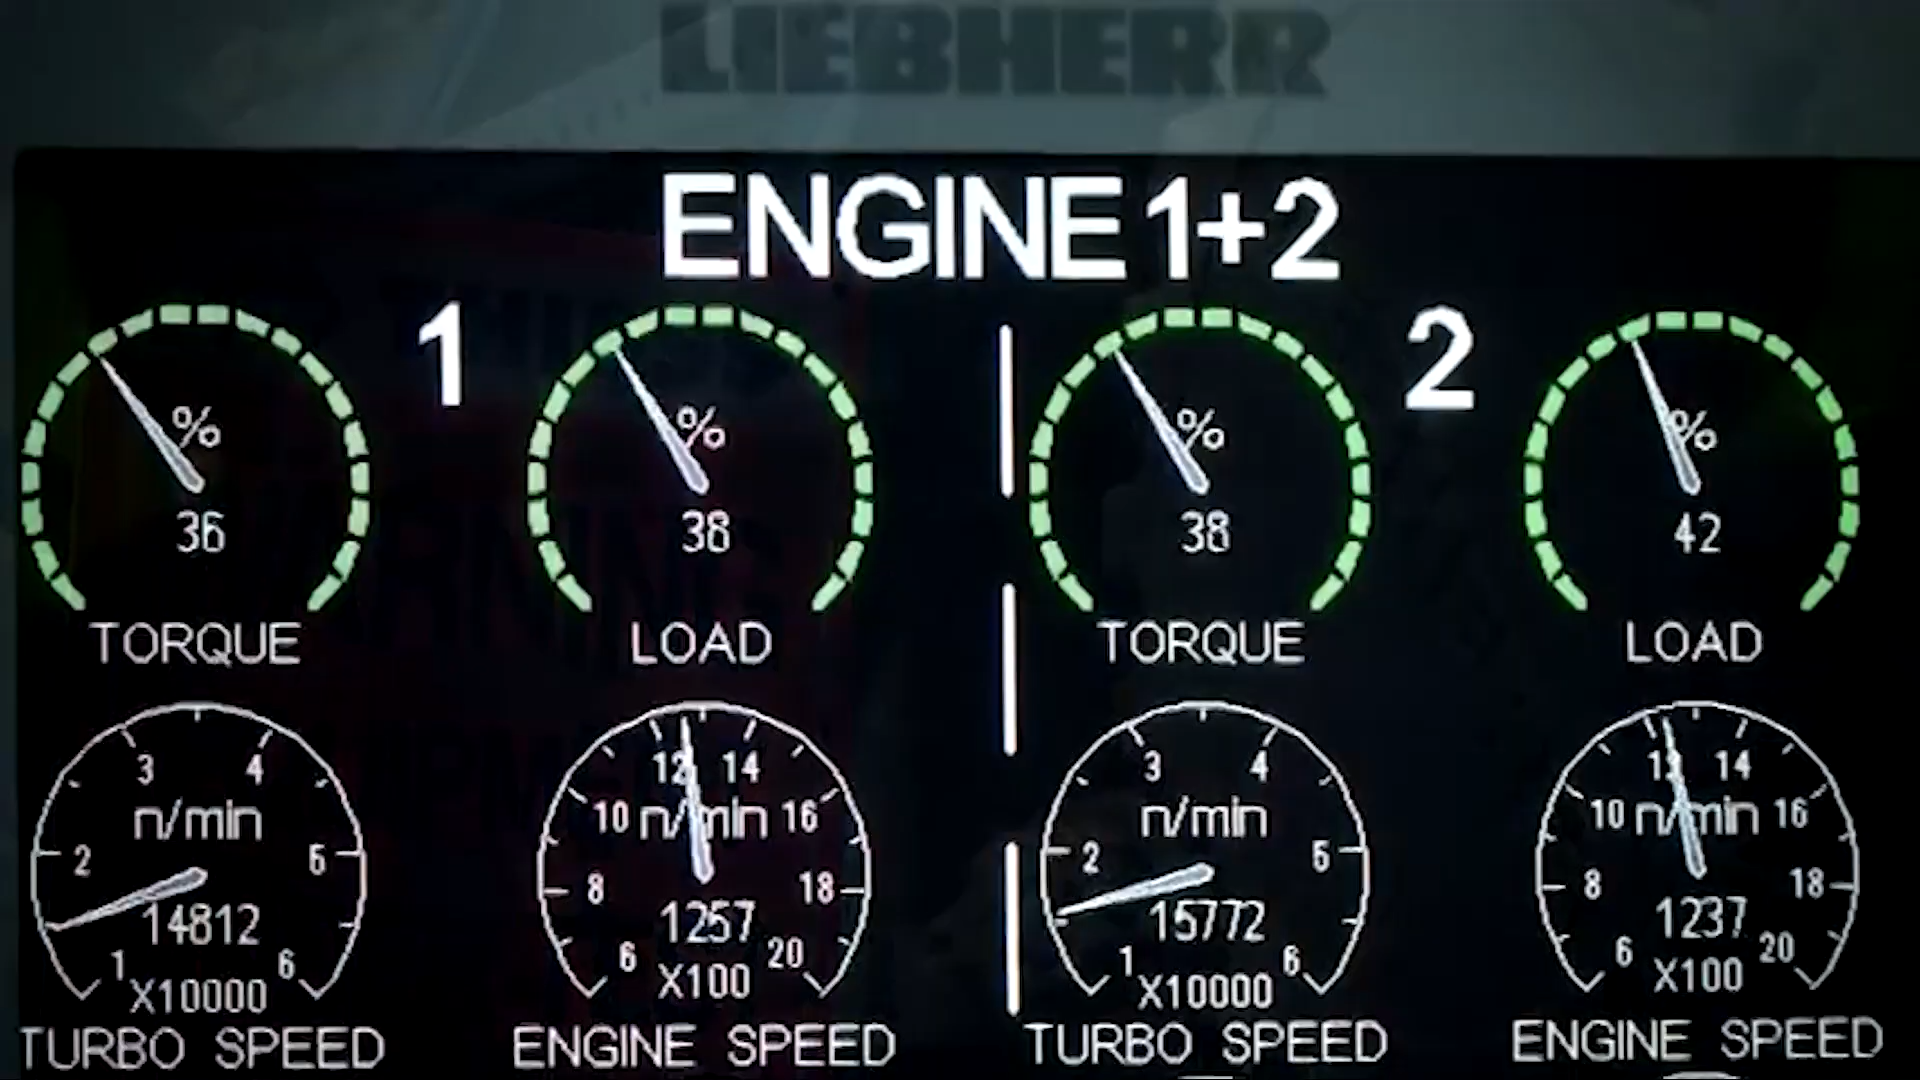 LIEBHERR
ENGINE 1+2
1
2
% % % %
36 38 38 42
TORQUE LOAD TORQUE LOAD
3 4 12 14 3 4 12 14
n/min 10 n/min 16 n/min 10 n/min 16
2 5 8 18 2 5 8 18
14812 1257 15772 1237
1 6 6 20 1 6 6 20
X10000 X100 X10000 X100
TURBO SPEED ENGINE SPEED TURBO SPEED ENGINE SPEED